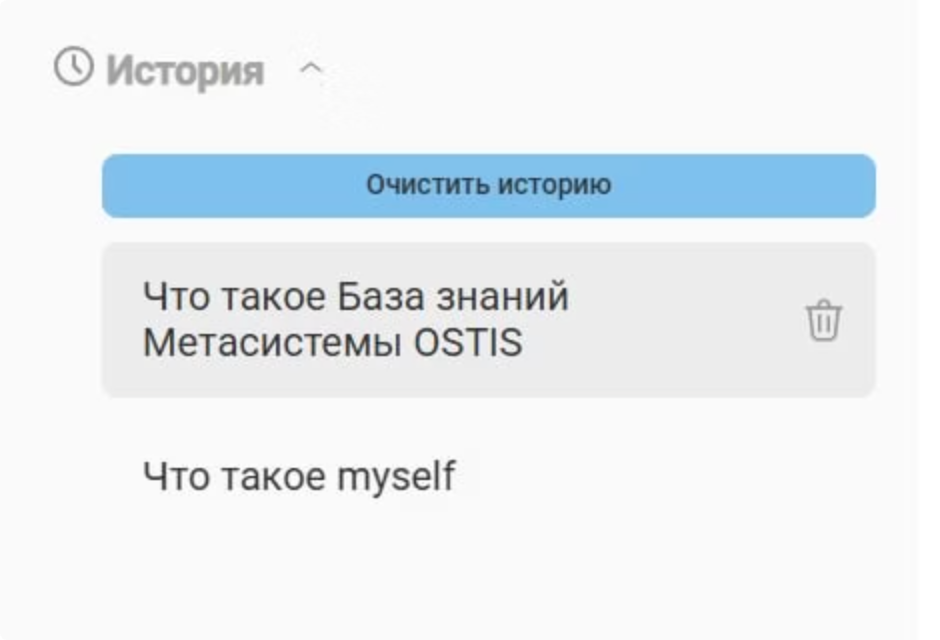 История
Очистить историю
Что такое База знаний
Метасистемы OSTIS
Что такое myself